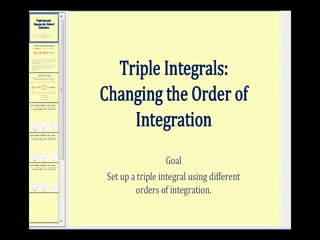 Triple Integrals:
Changing the Order of
Integration
Goal
Set up a triple integral using different
orders of integration.